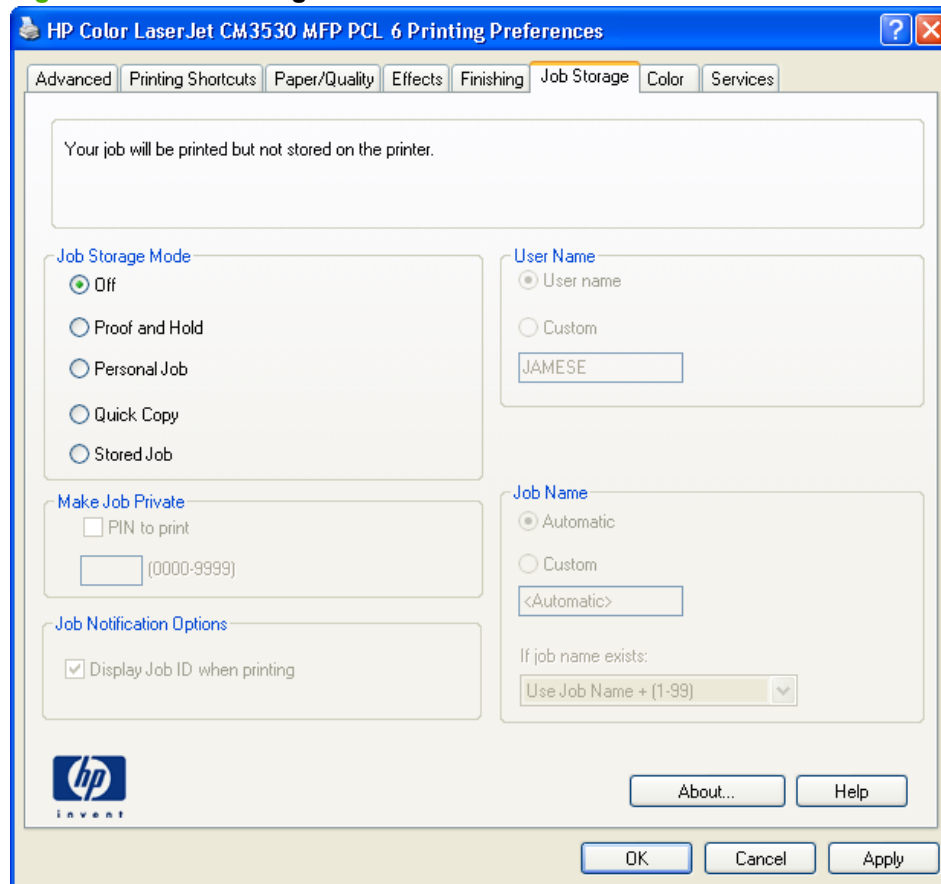 HP Color LaserJet CM3530 MFP PCL 6 Printing Preferences
Advanced Printing Shortcuts Paper/Quality Effects Finishing Job Storage Color Services
Your job will be printed but not stored on the printer.
Job Storage Mode
Off
Proof and Hold
Personal Job
Quick Copy
Stored Job
User Name
User name
Custom
JAMESE
Make Job Private
PIN to print
(0000-9999)
Job Notification Options
Display Job ID when printing
Job Name
Automatic
Custom
<Automatic>
If job name exists:
Use Job Name + (1-99)
hp
invent
About... Help
OK Cancel Apply